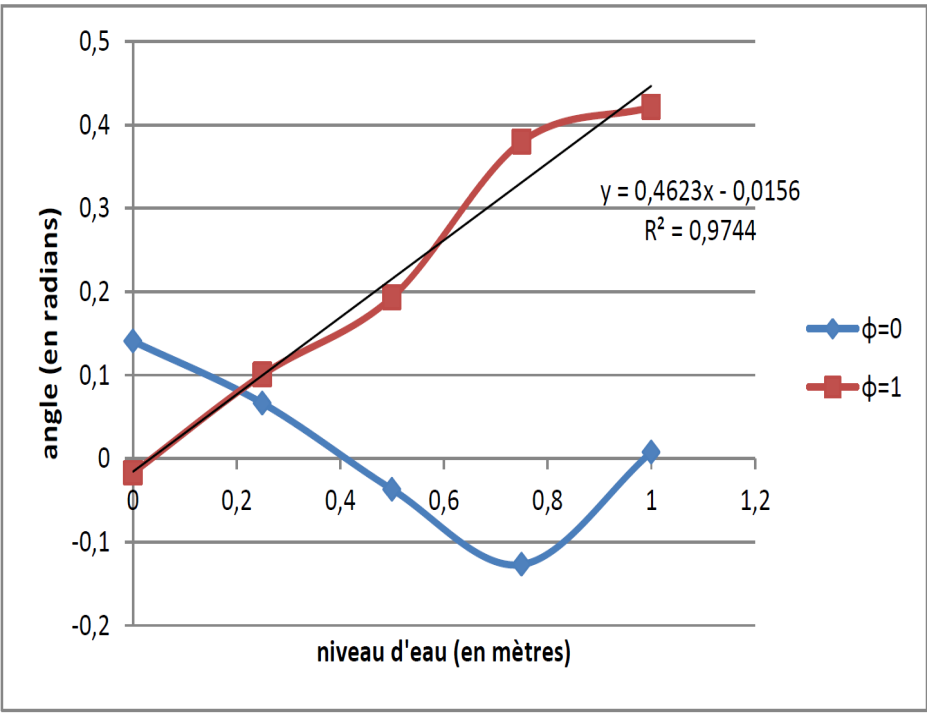 0,5
0,4
0,3
0,2
0,1
0
-0,1
-0,2
angle (en radians)
y = 0,4623x - 0,0156
R² = 0,9744
0 0,2 0,4 0,6 0,8 1 1,2
niveau d'eau (en mètres)
ϕ=0
ϕ=1